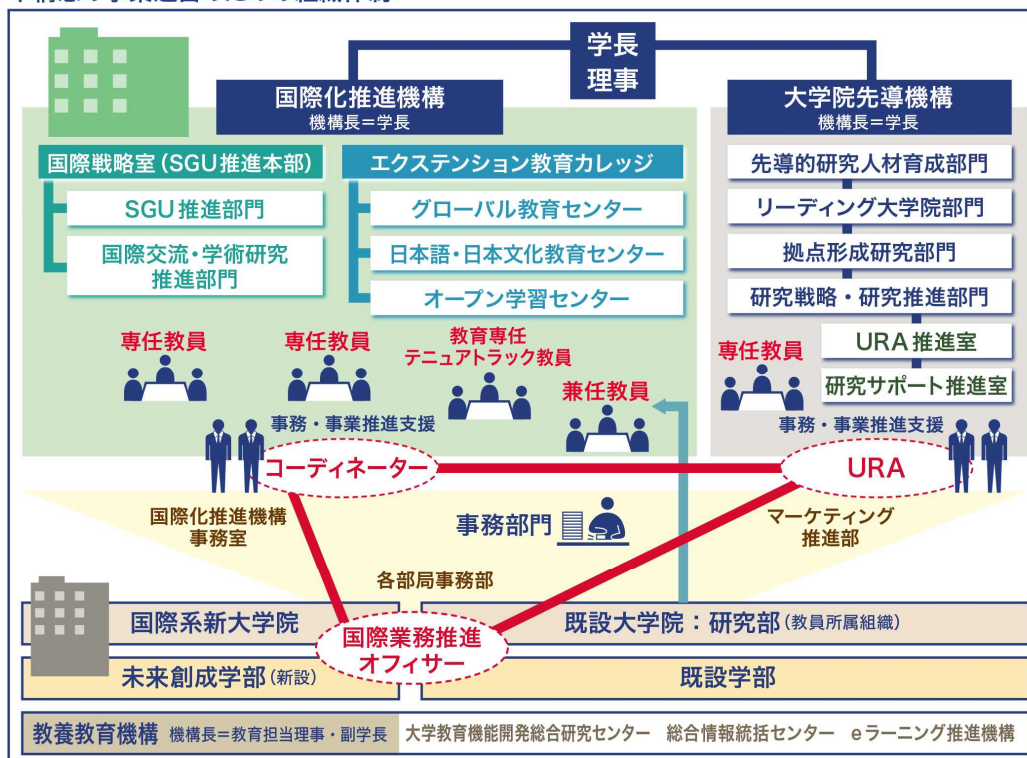 学長
理事
国際化推進機構
機構長=学長
大学院先導機構
機構長=学長
国際戦略室(SGU推進本部)
SGU推進部門
国際交流・学術研究
推進部門
エクステンション教育カレッジ
グローバル教育センター
日本語・日本文化教育センター
オープン学習センター
先導的研究人材育成部門
リーディング大学院部門
拠点形成研究部門
研究戦略・研究推進部門
URA推進室
研究サポート推進室
専任教員
専任教員
教育専任
テニュアトラック教員
兼任教員
専任教員
事務・事業推進支援
コーディネーター
事務・事業推進支援
URA
国際化推進機構
事務室
事務部門
マーケティング
推進部
各部局事務部
国際系新大学院
既設大学院:研究部(教員所属組織)
国際業務推進
オフィサー
未来創成学部(新設)
既設学部
教養教育機構 機構長=教育担当理事・副学長 大学教育機能開発総合研究センター 総合情報統括センター eラーニング推進機構